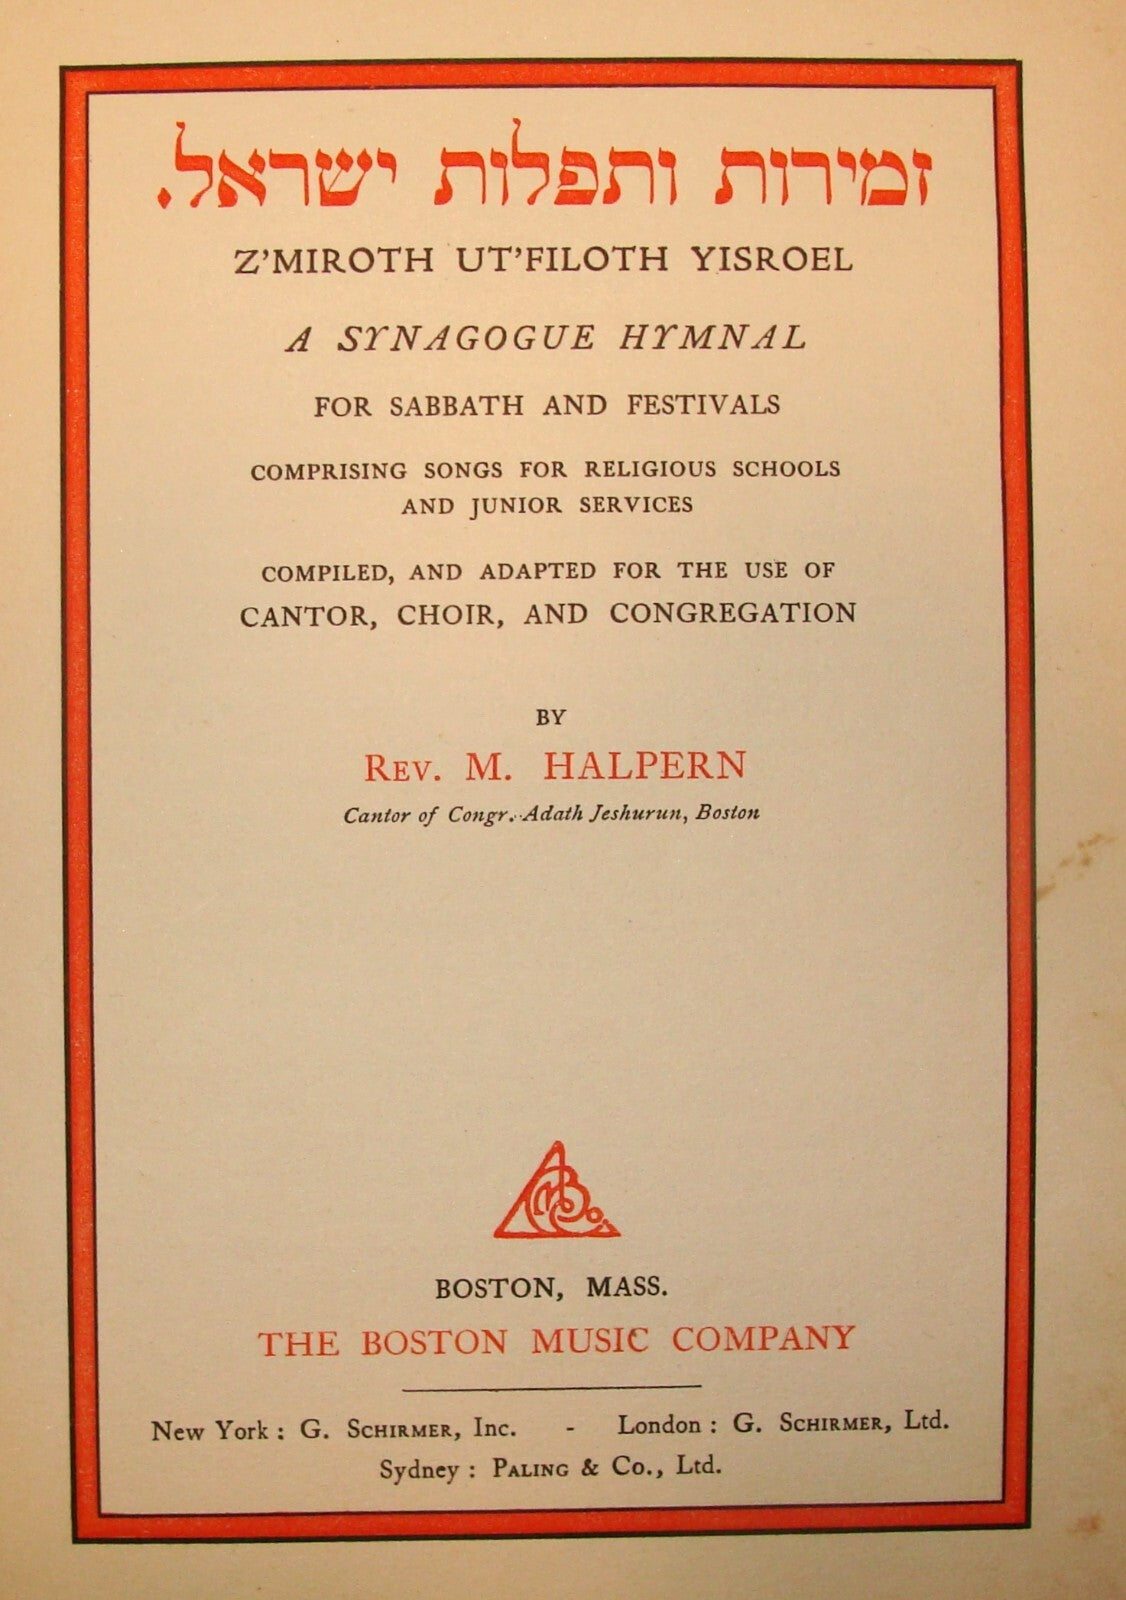 זמירות ותפלות ישראל.
Z'MIROTH UT'FILOTH YISROEL
A SYNAGOGUE HYMNAL
FOR SABBATH AND FESTIVALS
COMPRISING SONGS FOR RELIGIOUS SCHOOLS
AND JUNIOR SERVICES
COMPILED, AND ADAPTED FOR THE USE OF
CANTOR, CHOIR, AND CONGREGATION
BY
REV. M. HALPERN
Cantor of Congr. Adath Jeshurun, Boston
BOSTON, MASS.
THE BOSTON MUSIC COMPANY
New York : G. SCHIRMER, Inc. - London : G. SCHIRMER, Ltd.
Sydney : PALING & Co., Ltd.